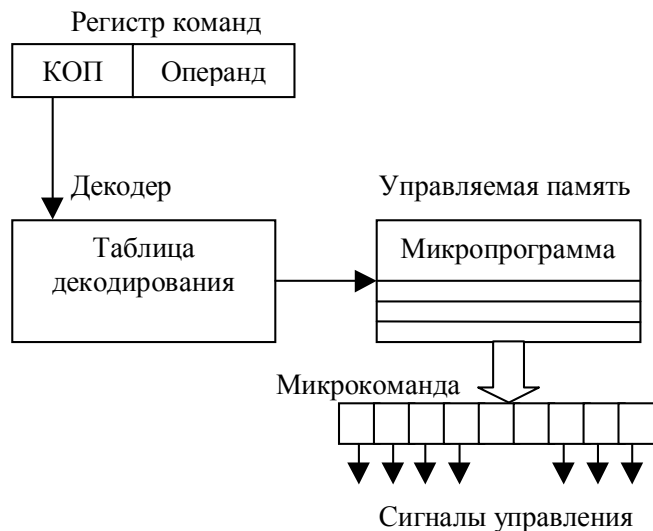 Регистр команд
КОП
Операнд
Декодер
Управляемая память
Таблица
декодирования
Микропрограмма
Микрокоманда
Сигналы управления